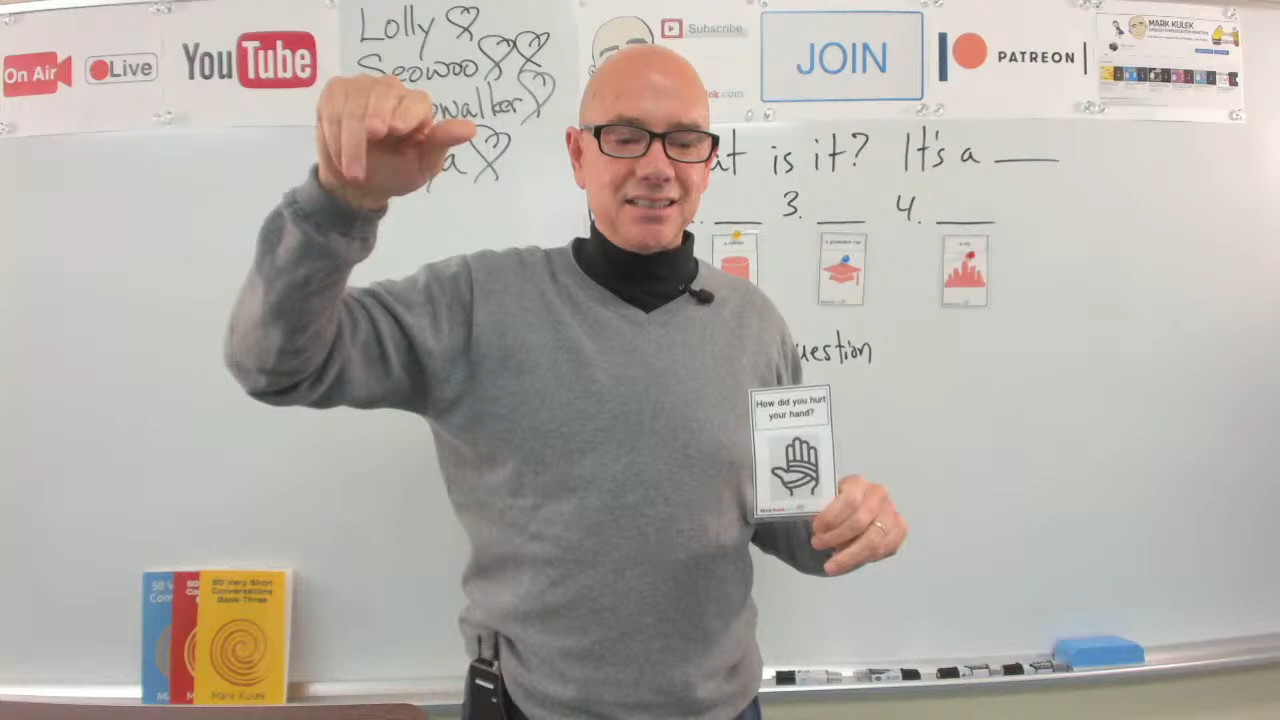 On Air
Live
YouTube
Lolly
Seowoo
walker
a
Subscribe
JOIN
PATREON
MARK KULEK
is it? It's a
3.
4.
a city
uestion
How did you hurt
your hand?
50 Very Short
Conversations
Book Three
Mark Kulek